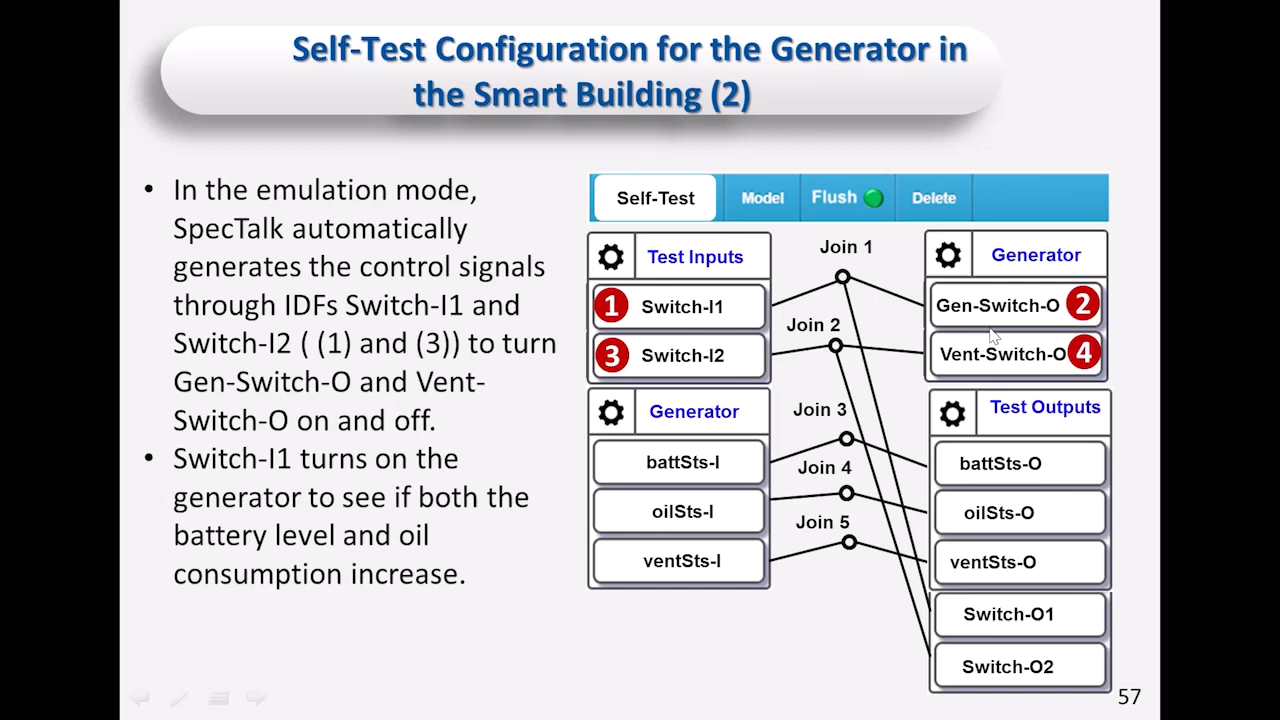 Self-Test Configuration for the Generator in
the Smart Building (2)
• In the emulation mode,
SpecTalk automatically
generates the control signals
through IDFs Switch-I1 and
Switch-I2 ( (1) and (3)) to turn
Gen-Switch-O and Vent-
Switch-O on and off.
• Switch-I1 turns on the
generator to see if both the
battery level and oil
consumption increase.
Self-Test
Model
Flush
Delete
Test Inputs
1 Switch-I1
3 Switch-I2
Generator
battSts-I
oilSts-I
ventSts-I
Join 1
Join 2
Join 3
Join 4
Join 5
Generator
Gen-Switch-O 2
Vent-Switch-O 4
Test Outputs
battSts-O
oilSts-O
ventSts-O
Switch-O1
Switch-O2
57